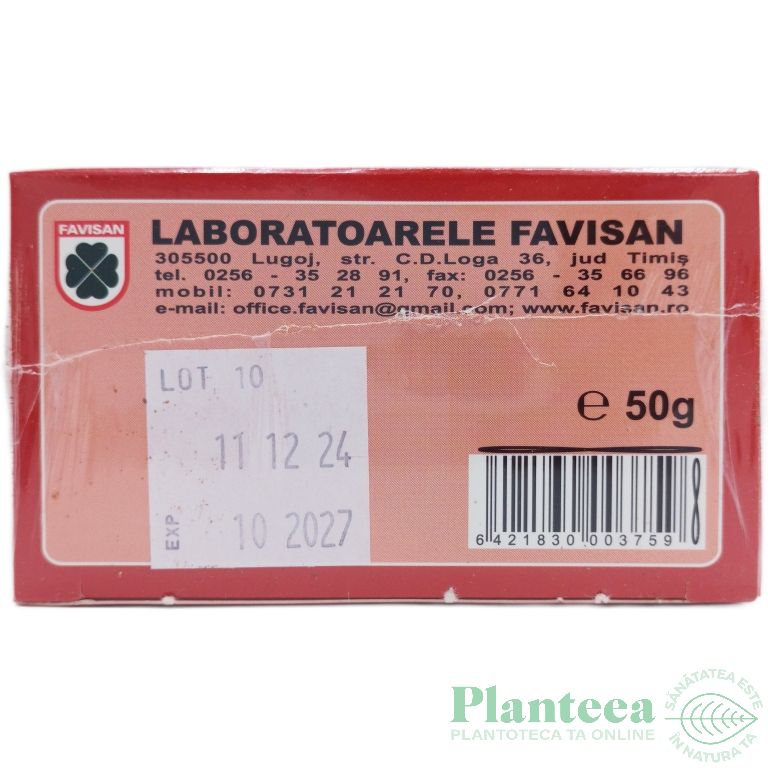 FAVISAN
LABORATOARELE FAVISAN
305500 Lugoj, str. C.D.Loga 36, jud Timiş
tel. 0256 - 35 28 91, fax: 0256 - 35 66 96
mobil: 0731 21 21 70, 0771 64 10 43
e-mail: office.favisan@gmail.com; www.favisan.ro
LOT 10
11 12 24
EXP 10 2027
℮ 50g
6 421830 003759
Planteea
PLANTOTECA TA ONLINE
SĂNĂTATEA ESTE
ÎN NATURA TA